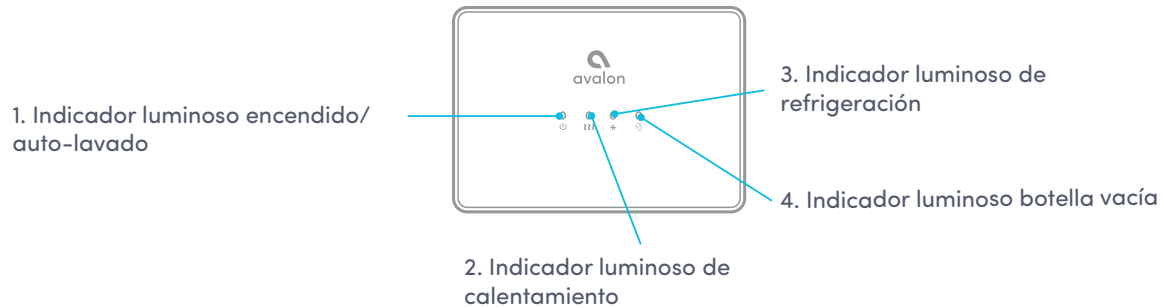 avalon
1. Indicador luminoso encendido/
auto-lavado
2. Indicador luminoso de
calentamiento
3. Indicador luminoso de
refrigeración
4. Indicador luminoso botella vacía